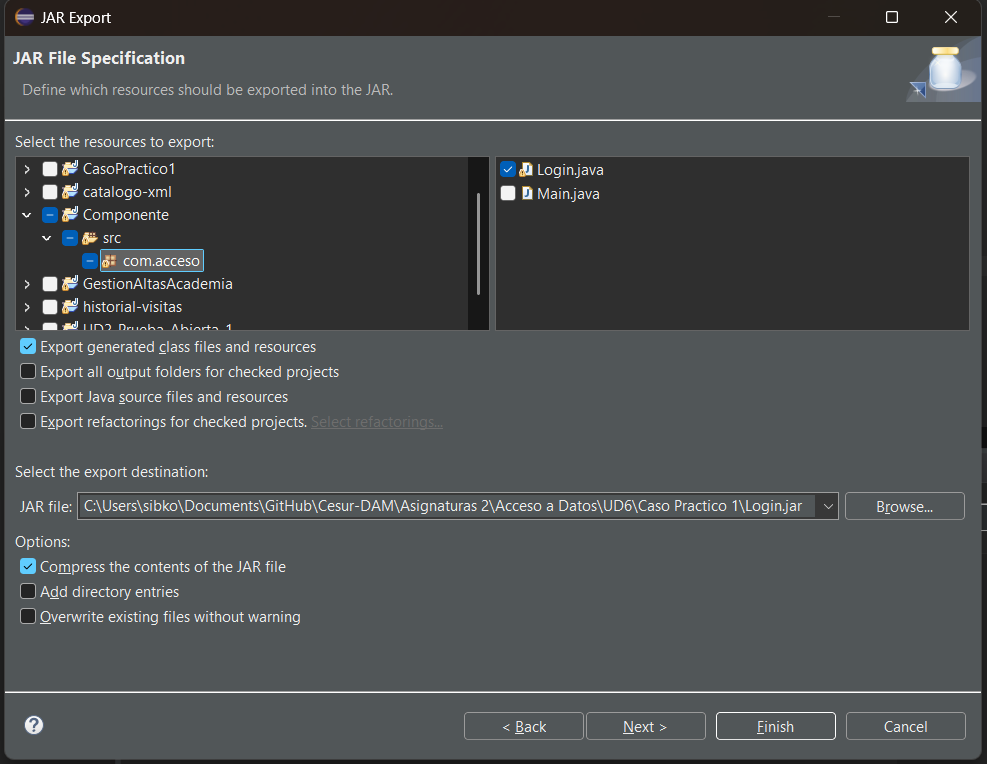 JAR Export
JAR File Specification
Define which resources should be exported into the JAR.
Select the resources to export:
CasoPractico1
catalogo-xml
Componente
src
com.acceso
GestionAltasAcademia
historial-visitas
UD2_Prueba_Abierta_1
Login.java
Main.java
Export generated class files and resources
Export all output folders for checked projects
Export Java source files and resources
Export refactorings for checked projects. Select refactorings...
Select the export destination:
JAR file: C:\Users\sibko\Documents\GitHub\Cesur-DAM\Asignaturas 2\Acceso a Datos\UD6\Caso Practico 1\Login.jar Browse...
Options:
Compress the contents of the JAR file
Add directory entries
Overwrite existing files without warning
? < Back Next > Finish Cancel